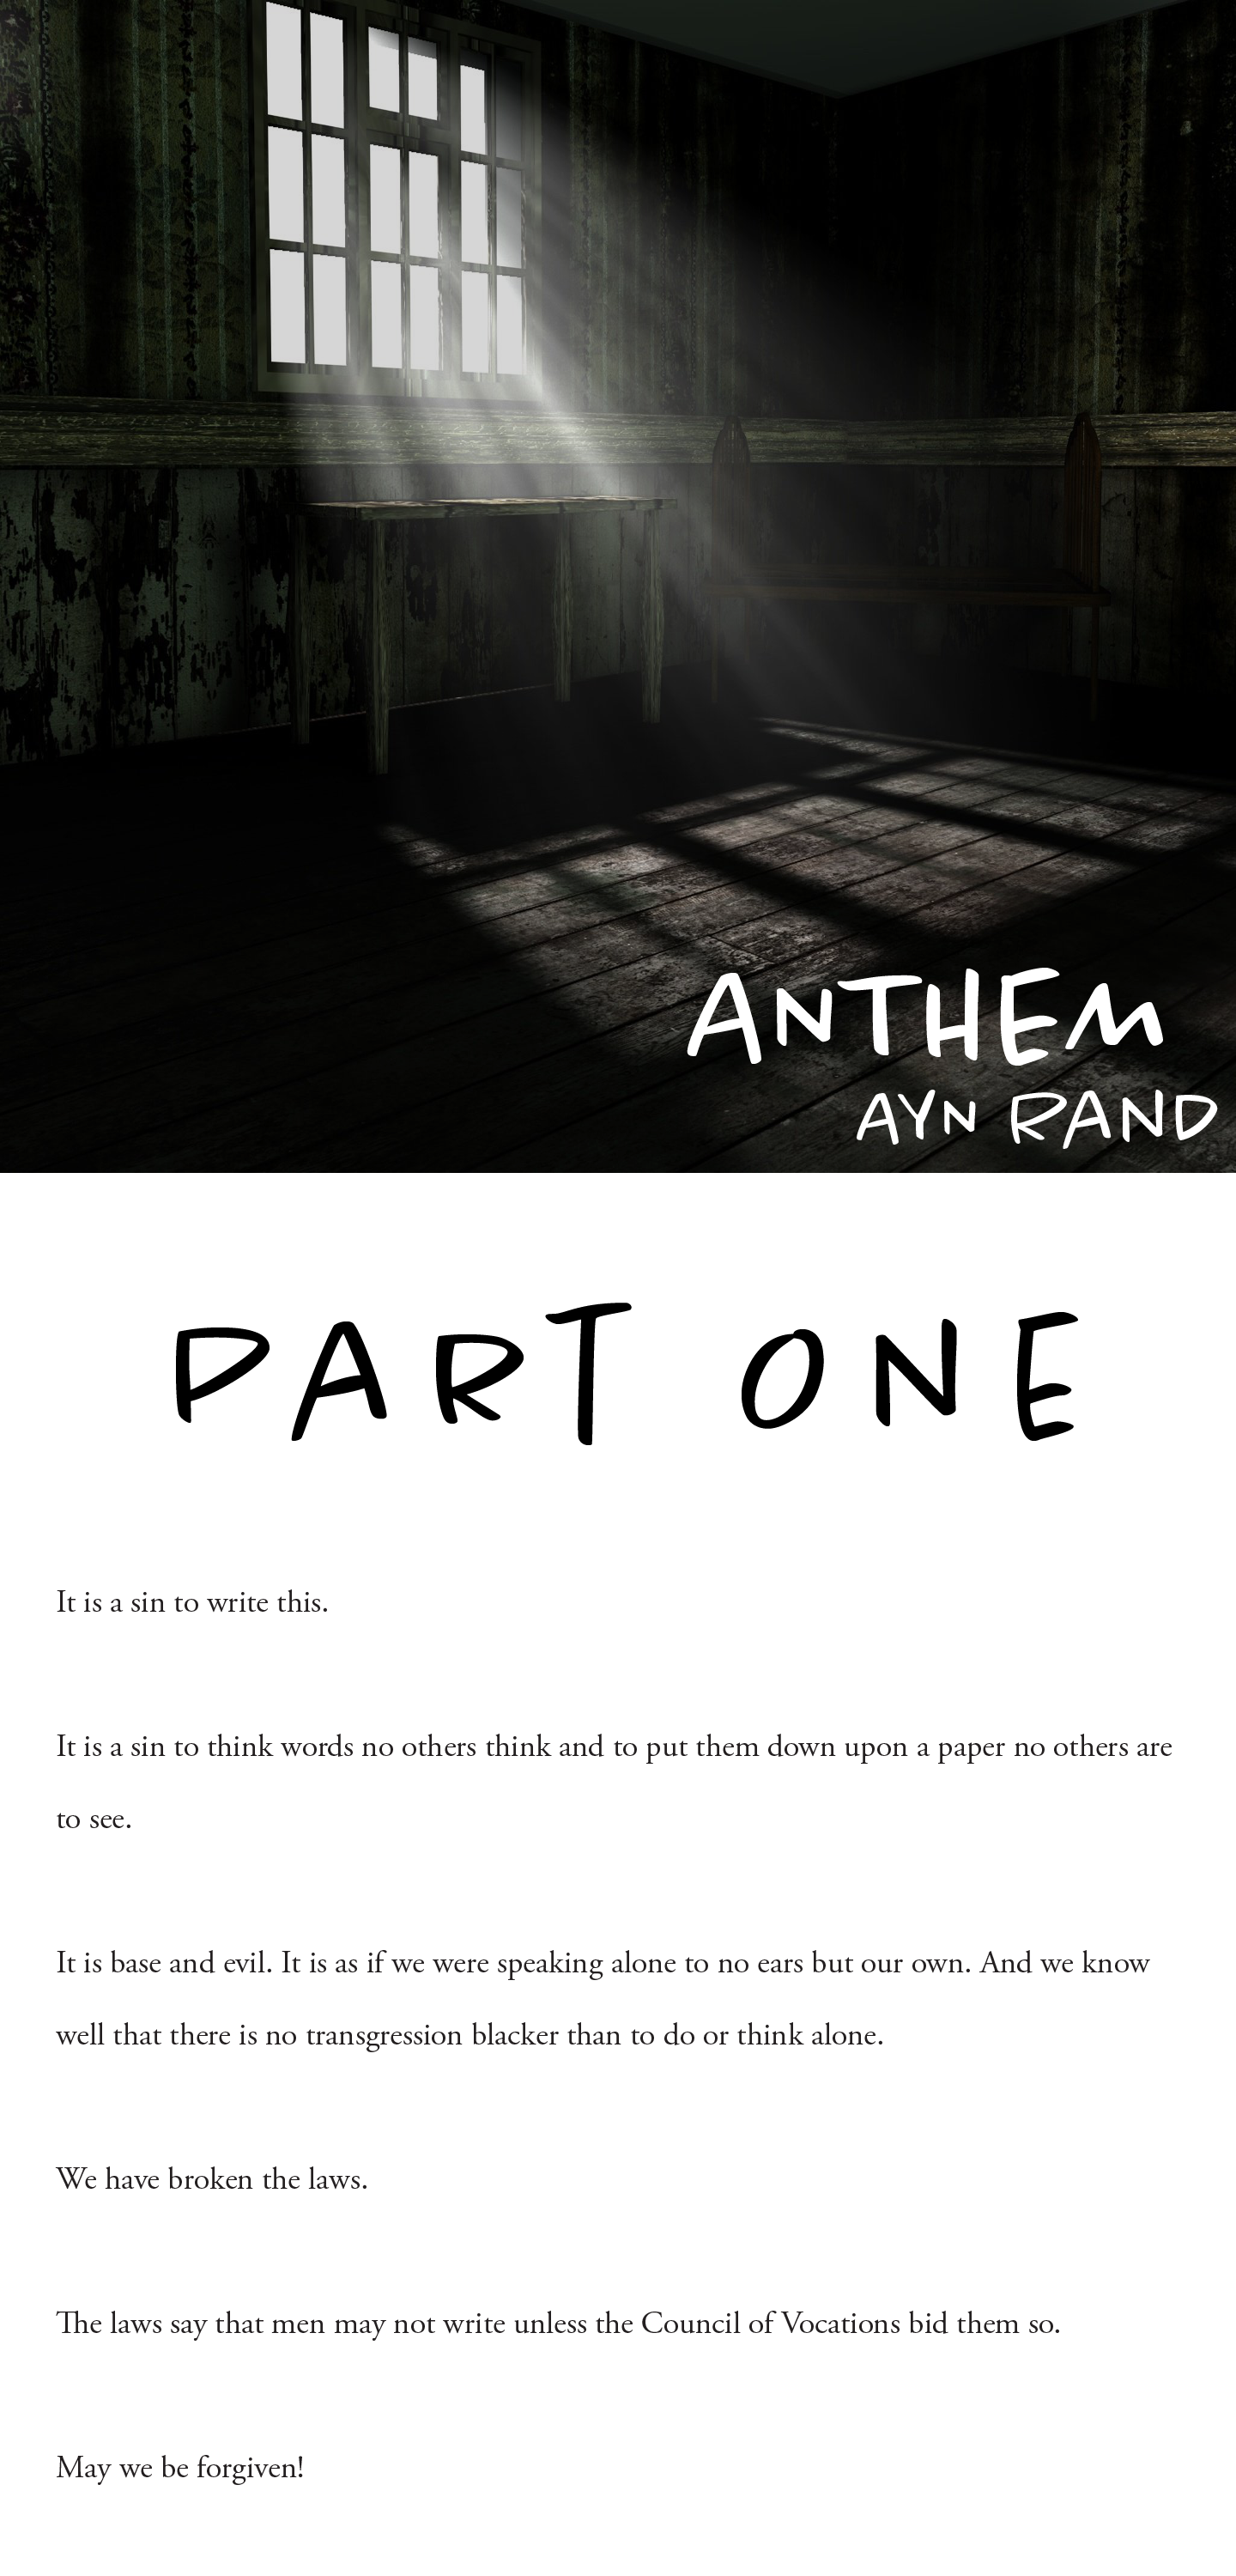 ANTHEM
AYN RAND
PART ONE
It is a sin to write this.
It is a sin to think words no others think and to put them down upon a paper no others are
to see.
It is base and evil. It is as if we were speaking alone to no ears but our own. And we know
well that there is no transgression blacker than to do or think alone.
We have broken the laws.
The laws say that men may not write unless the Council of Vocations bid them so.
May we be forgiven!